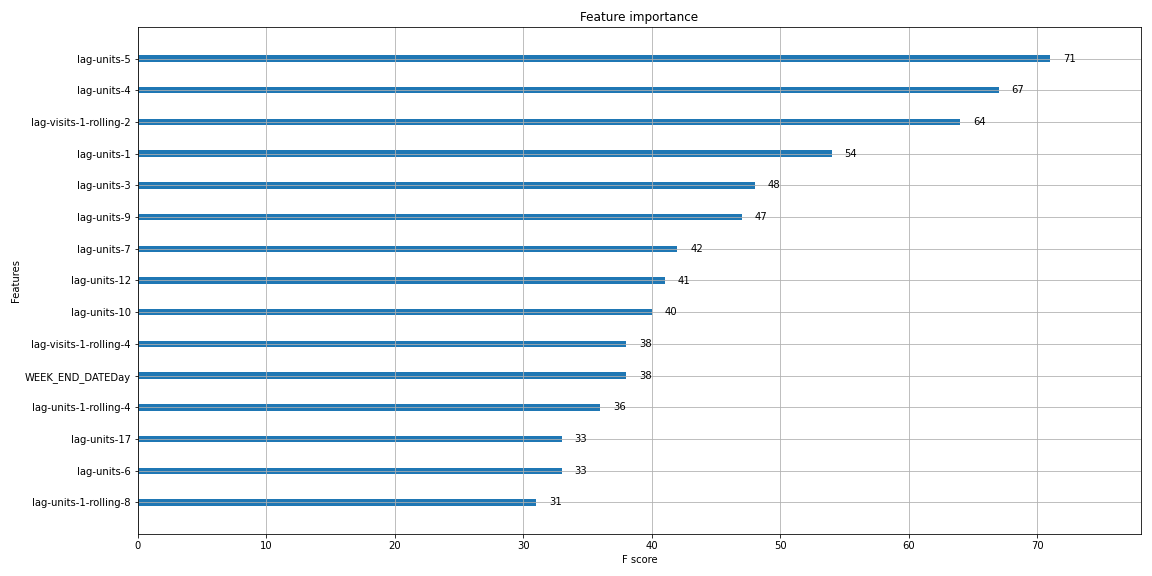 Feature importance
lag-units-5 71
lag-units-4 67
lag-visits-1-rolling-2 64
lag-units-1 54
lag-units-3 48
lag-units-9 47
lag-units-7 42
lag-units-12 41
lag-units-10 40
lag-visits-1-rolling-4 38
WEEK_END_DATEDay 38
lag-units-1-rolling-4 36
lag-units-17 33
lag-units-6 33
lag-units-1-rolling-8 31
Features
0 10 20 30 40 50 60 70
F score